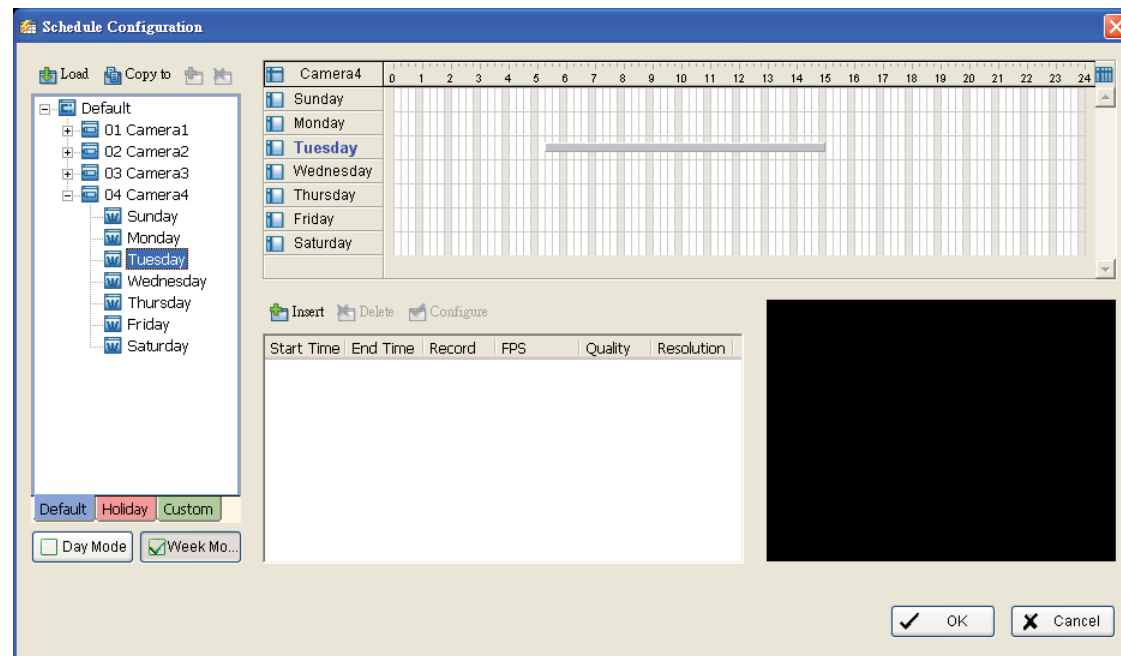 Schedule Configuration
Load Copy to
Default
01 Camera1
02 Camera2
03 Camera3
04 Camera4
Sunday
Monday
Tuesday
Wednesday
Thursday
Friday
Saturday
Default Holiday Custom
Day Mode Week Mo...
Camera4 0 1 2 3 4 5 6 7 8 9 10 11 12 13 14 15 16 17 18 19 20 21 22 23 24
Sunday
Monday
Tuesday
Wednesday
Thursday
Friday
Saturday
Insert Delete Configure
Start Time End Time Record FPS Quality Resolution
OK Cancel